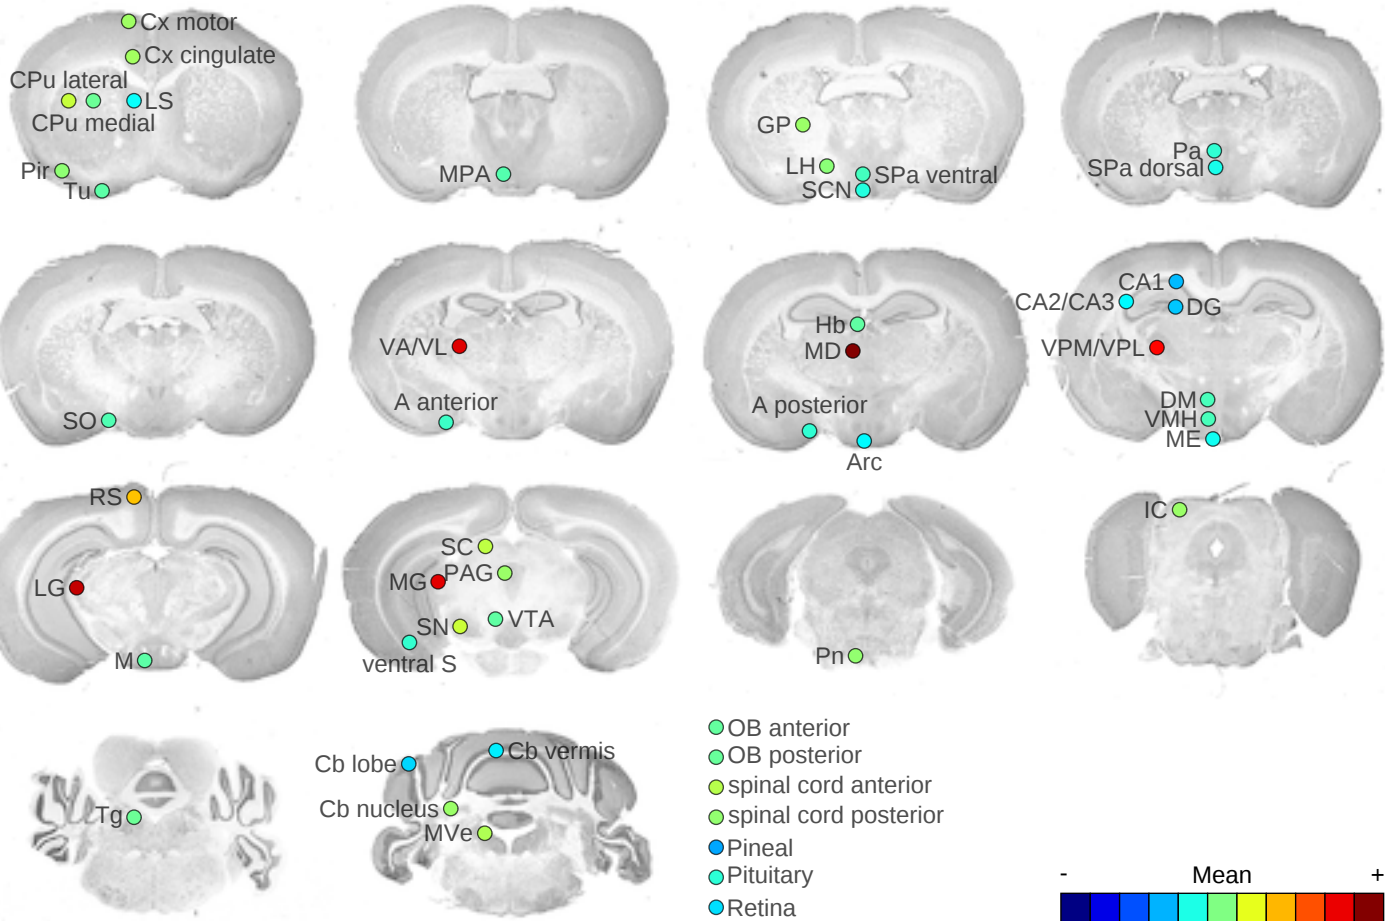 Cx motor
Cx cingulate
CPu lateral
LS
CPu medial
Pir
Tu
MPA
GP
LH
SPa ventral
SCN
Pa
SPa dorsal
SO
VA/VL
A anterior
Hb
MD
A posterior
Arc
CA1
CA2/CA3
DG
VPM/VPL
DM
VMH
ME
RS
LG
M
SC
MG
PAG
SN
VTA
ventral S
Pn
IC
Tg
Cb lobe
Cb vermis
Cb nucleus
MVe
OB anterior
OB posterior
spinal cord anterior
spinal cord posterior
Pineal
Pituitary
Retina
- Mean +